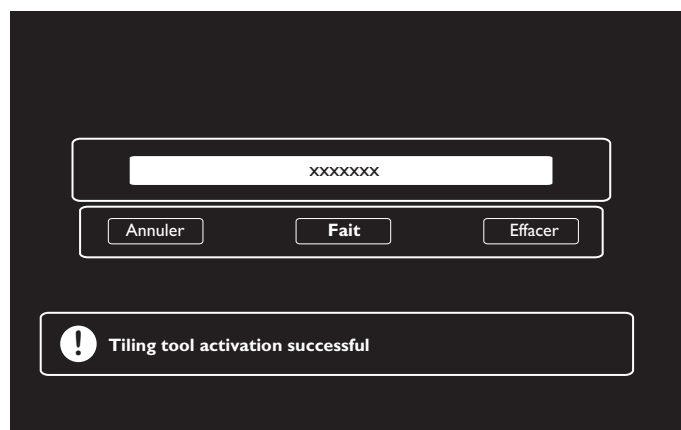 xxxxxxx
Annuler Fait Effacer
Tiling tool activation successful